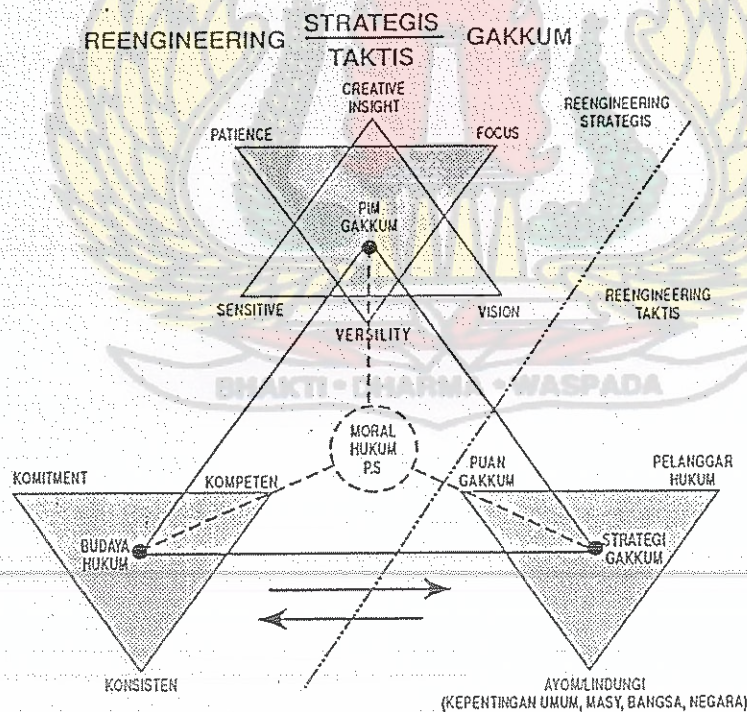 REENGINEERING STRATEGIS GAKKUM
TAKTIS
CREATIVE
INSIGHT
REENGINEERING
STRATEGIS
PATIENCE
FOCUS
PIM
GAKKUM
SENSITIVE
VISION
VERSILITY
REENGINEERING
TAKTIS
BHAKTI • DHARMA • WASPADA
MORAL
HUKUM
P.S
KOMITMENT
KOMPETEN
PUAN
GAKKUM
PELANGGAR
HUKUM
BUDAYA
HUKUM
STRATEGI
GAKKUM
KONSISTEN
AYOM/LINDUNGI
(KEPENTINGAN UMUM, MASY, BANGSA, NEGARA)